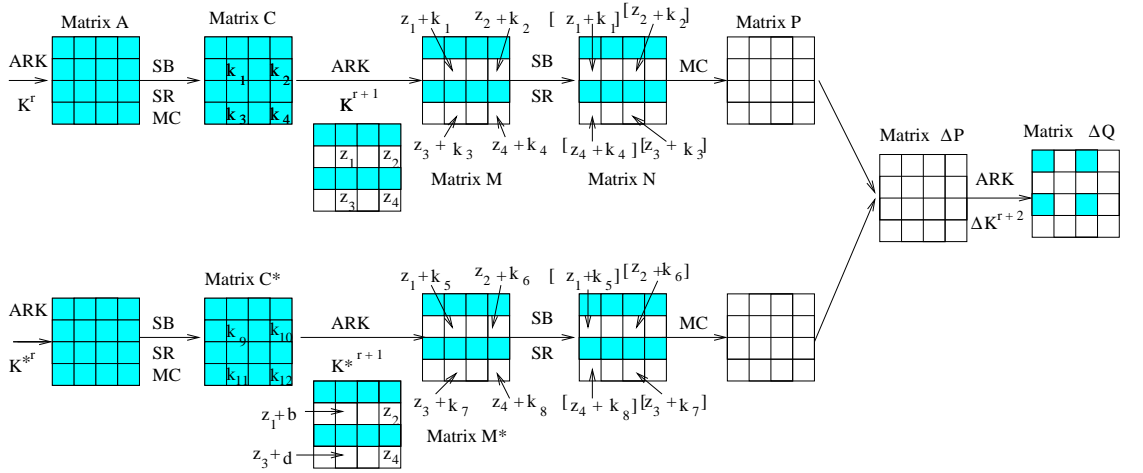 Matrix A
Matrix C
z1+k1
z2+k2
[z1+k1]
[z2+k2]
Matrix P
ARK
K^r
SB
SR
MC
k1
k2
k3
k4
ARK
K^r+1
z1
z2
z3
z4
z3+k3
z4+k4
Matrix M
SB
SR
[z4+k4]
[z3+k3]
Matrix N
MC
Matrix ΔP
ARK
ΔK^r+2
Matrix ΔQ
Matrix C*
z1+k5
z2+k6
[z1+k5]
[z2+k6]
ARK
K*^r
SB
SR
MC
k9
k10
k11
k12
ARK
K*^r+1
z1+b
z2
z3+d
z4
z3+k7
z4+k8
Matrix M*
SB
SR
[z4+k8]
[z3+k7]
MC